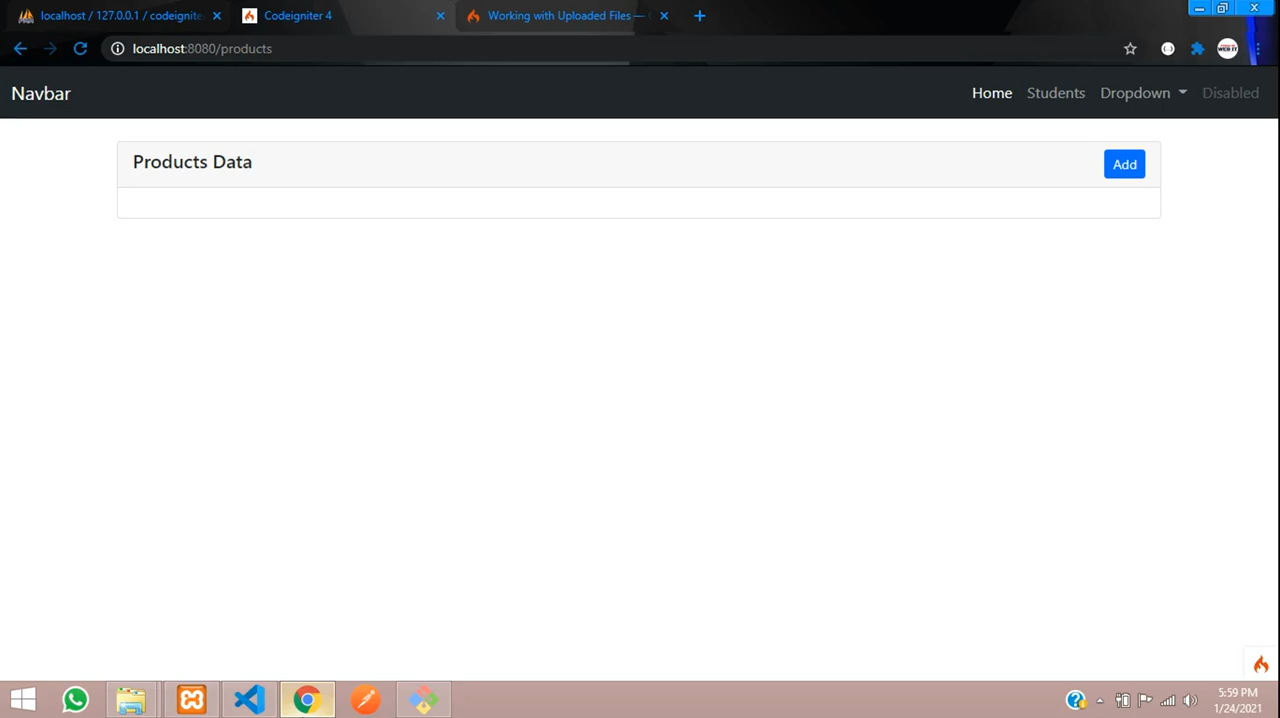 localhost / 127.0.0.1 / codeignite
Codeigniter 4
Working with Uploaded Files —
localhost:8080/products
Navbar
Home
Students
Dropdown
Disabled
Products Data
Add
5:59 PM
1/24/2021